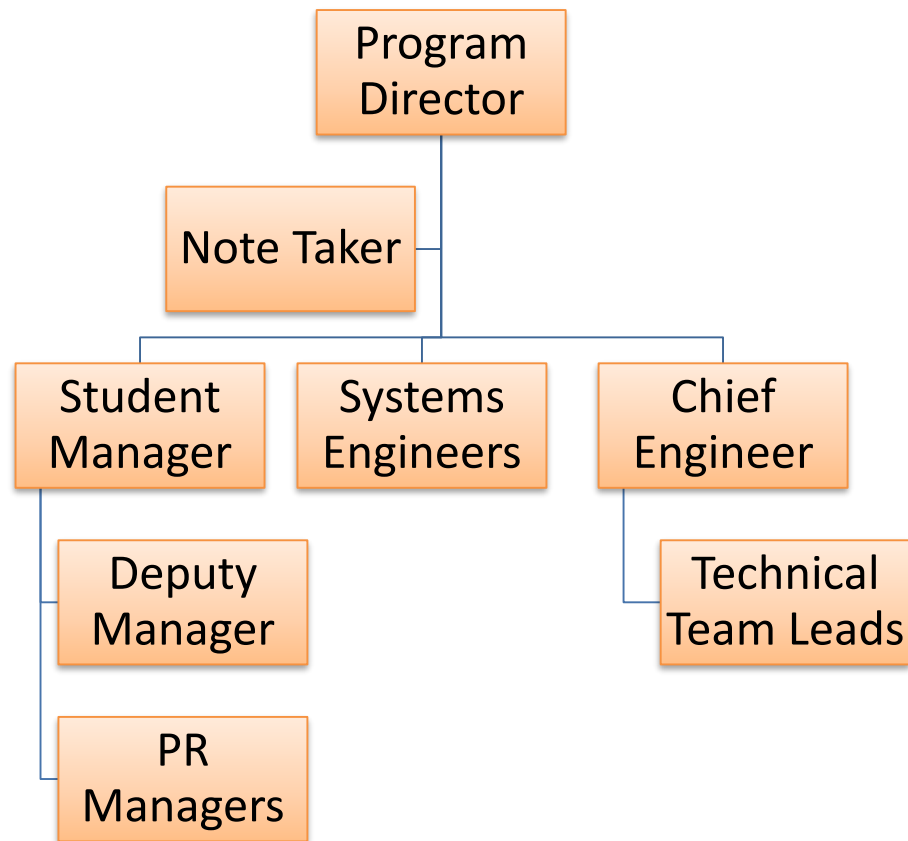 Program
Director
Note Taker
Student
Manager
Systems
Engineers
Chief
Engineer
Deputy
Manager
Technical
Team Leads
PR
Managers